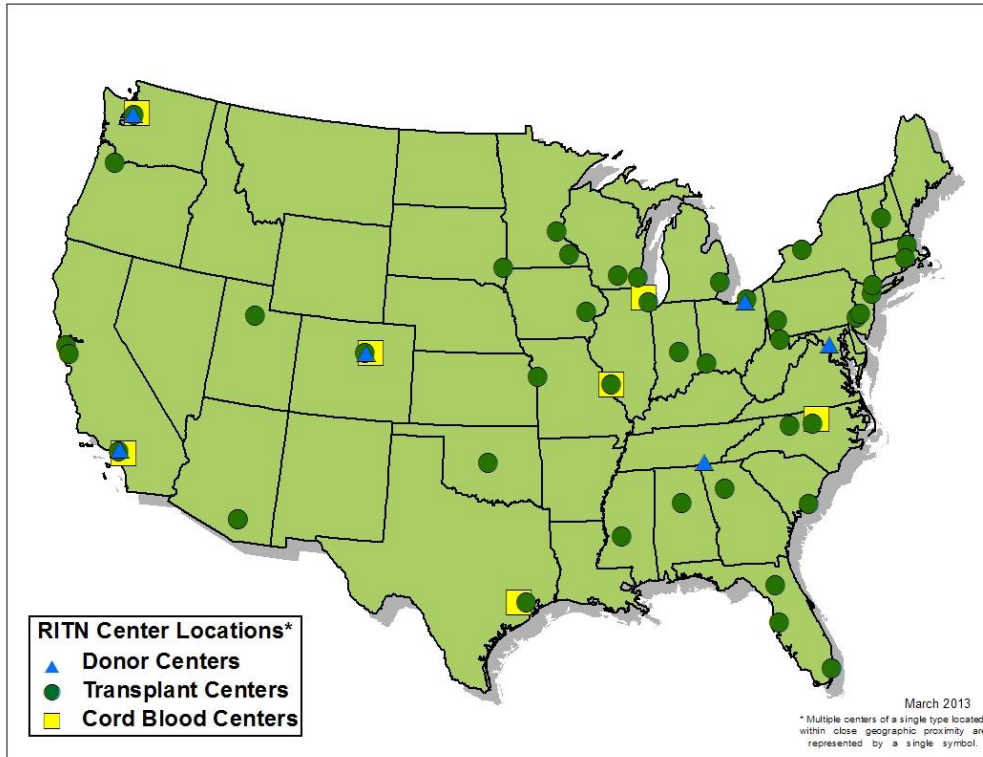 RITN Center Locations*
Donor Centers
Transplant Centers
Cord Blood Centers
March 2013
* Multiple centers of a single type located
within close geographic proximity are
represented by a single symbol.